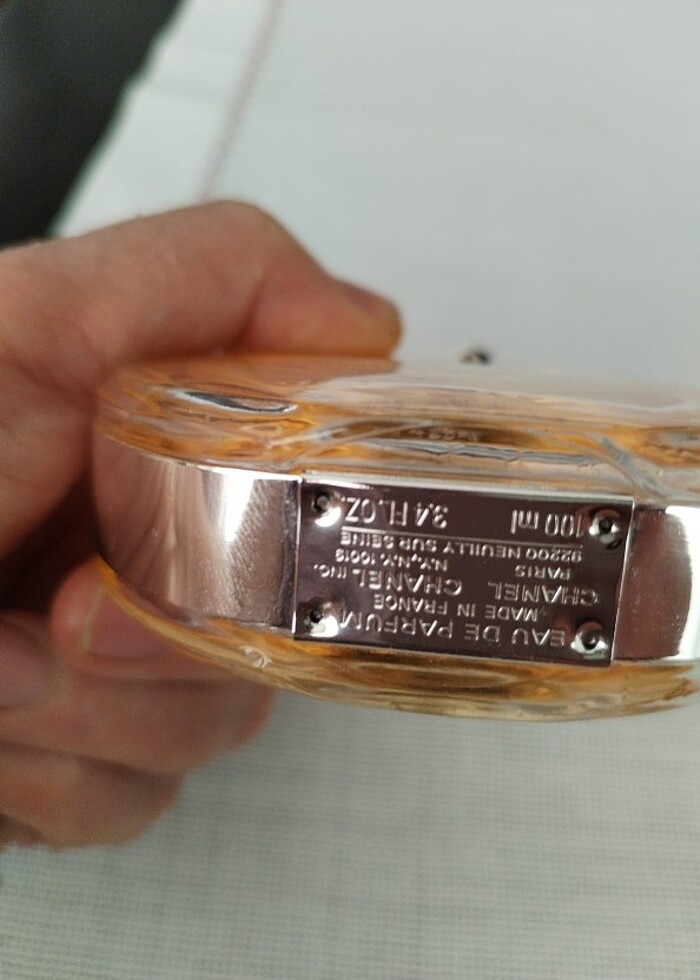 EAU DE PARFUM
MADE IN FRANCE
CHANEL CHANEL INC.
PARIS N.Y., N.Y. 10019
92200 NEUILLY SUR SEINE
100 ml 3.4 FL.OZ.